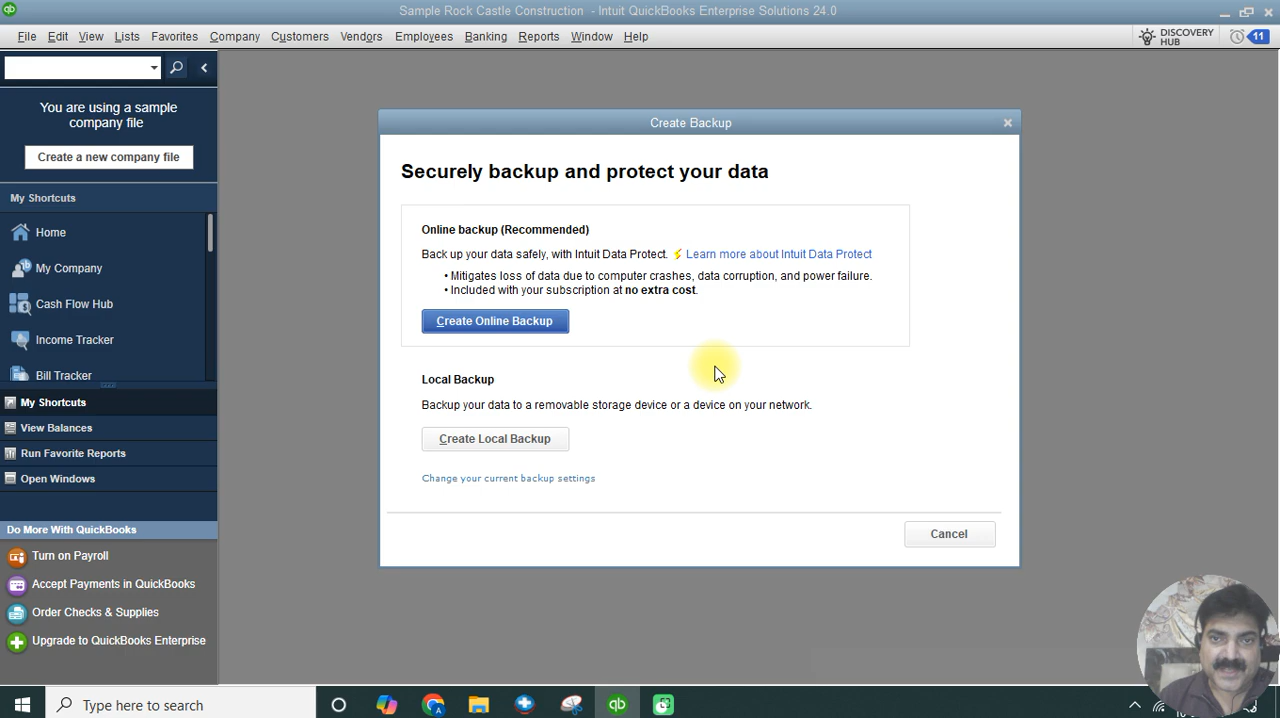 Sample Rock Castle Construction - Intuit QuickBooks Enterprise Solutions 24.0
File Edit View Lists Favorites Company Customers Vendors Employees Banking Reports Window Help
DISCOVERY
HUB
11
You are using a sample
company file
Create a new company file
My Shortcuts
Home
My Company
Cash Flow Hub
Income Tracker
Bill Tracker
My Shortcuts
View Balances
Run Favorite Reports
Open Windows
Do More With QuickBooks
Turn on Payroll
Accept Payments in QuickBooks
Order Checks & Supplies
Upgrade to QuickBooks Enterprise
Create Backup
Securely backup and protect your data
Online backup (Recommended)
Back up your data safely, with Intuit Data Protect. Learn more about Intuit Data Protect
• Mitigates loss of data due to computer crashes, data corruption, and power failure.
• Included with your subscription at no extra cost.
Create Online Backup
Local Backup
Backup your data to a removable storage device or a device on your network.
Create Local Backup
Change your current backup settings
Cancel
Type here to search
qb